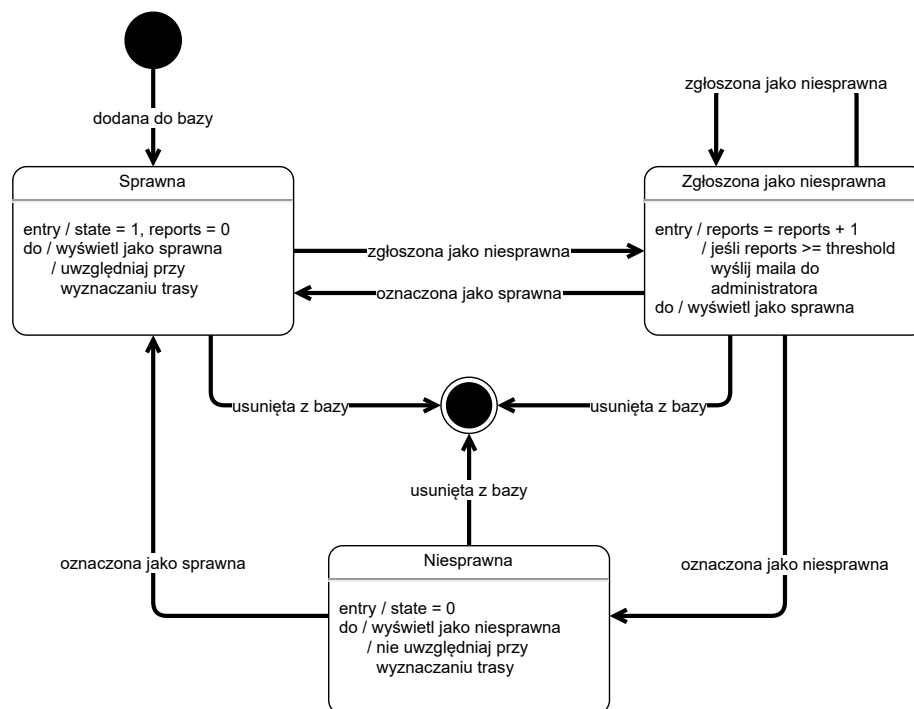 zgłoszona jako niesprawna
dodana do bazy
Sprawna
entry / state = 1, reports = 0
do / wyświetl jako sprawna
/ uwzględniaj przy
wyznaczaniu trasy
Zgłoszona jako niesprawna
entry / reports = reports + 1
/ jeśli reports >= threshold
wyślij maila do
administratora
do / wyświetl jako sprawna
zgłoszona jako niesprawna
oznaczona jako sprawna
usunięta z bazy
usunięta z bazy
usunięta z bazy
oznaczona jako sprawna
oznaczona jako niesprawna
Niesprawna
entry / state = 0
do / wyświetl jako niesprawna
/ nie uwzględniaj przy
wyznaczaniu trasy